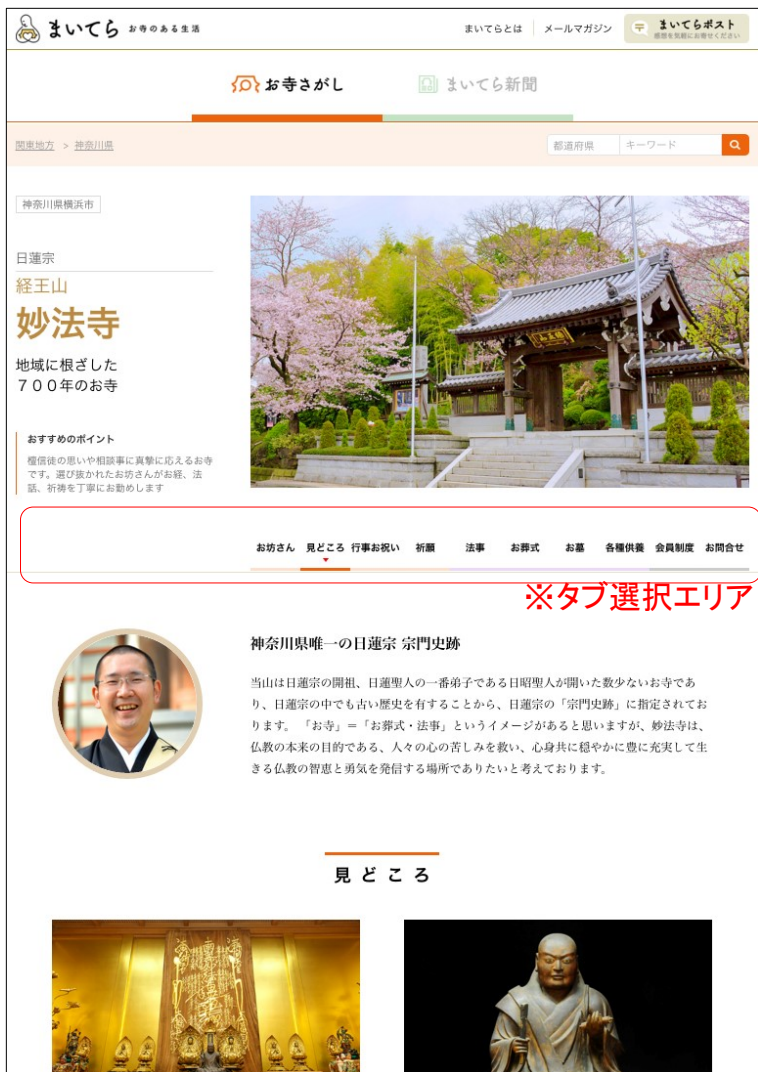 まいてら お寺のある生活
まいてらとは メールマガジン まいてらポスト
感想を気軽にお寄せください
お寺さがし まいてら新聞
関東地方 > 神奈川県 都道府県 キーワード
神奈川県横浜市
日蓮宗
経王山
妙法寺
地域に根ざした
７００年のお寺
おすすめのポイント
檀信徒の思いや相談事に真摯に応えるお寺
です。選び抜かれたお坊さんがお経、法
話、祈祷を丁寧にお勤めします
お坊さん 見どころ 行事お祝い 祈願 法事 お葬式 お墓 各種供養 会員制度 お問合せ
※タブ選択エリア
神奈川県唯一の日蓮宗 宗門史跡
当山は日蓮宗の開祖、日蓮聖人の一番弟子である日昭聖人が開いた数少ないお寺であ
り、日蓮宗の中でも古い歴史を有することから、日蓮宗の「宗門史跡」に指定されてお
ります。 「お寺」＝「お葬式・法事」というイメージがあると思いますが、妙法寺は、
仏教の本来の目的である、人々の心の苦しみを救い、心身共に穏やかに豊に充実して生
きる仏教の智恵と勇気を発信する場所でありたいと考えております。
見どころ